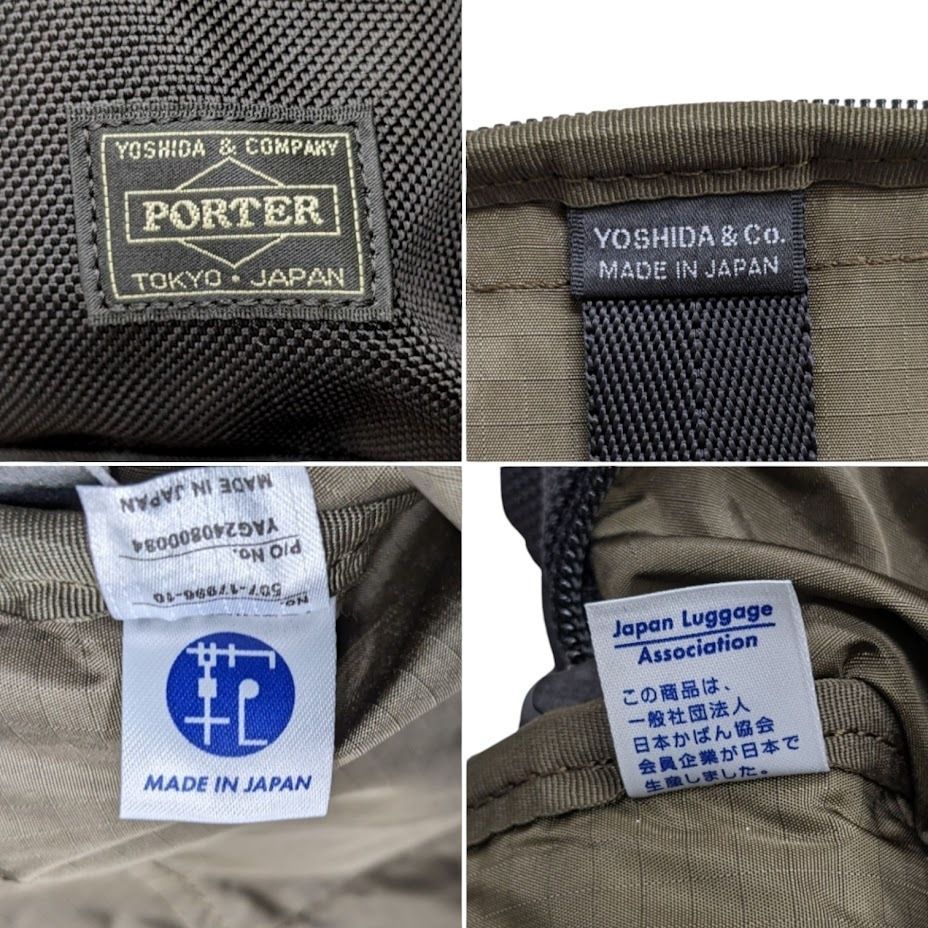 YOSHIDA & COMPANY
PORTER
TOKYO • JAPAN
YOSHIDA & Co.
MADE IN JAPAN
No. 507-17996-10
P/O No.
YAG240800084
MADE IN JAPAN
MADE IN JAPAN
Japan Luggage
Association
この商品は、
一般社団法人
日本かばん協会
会員企業が日本で
生産しました。